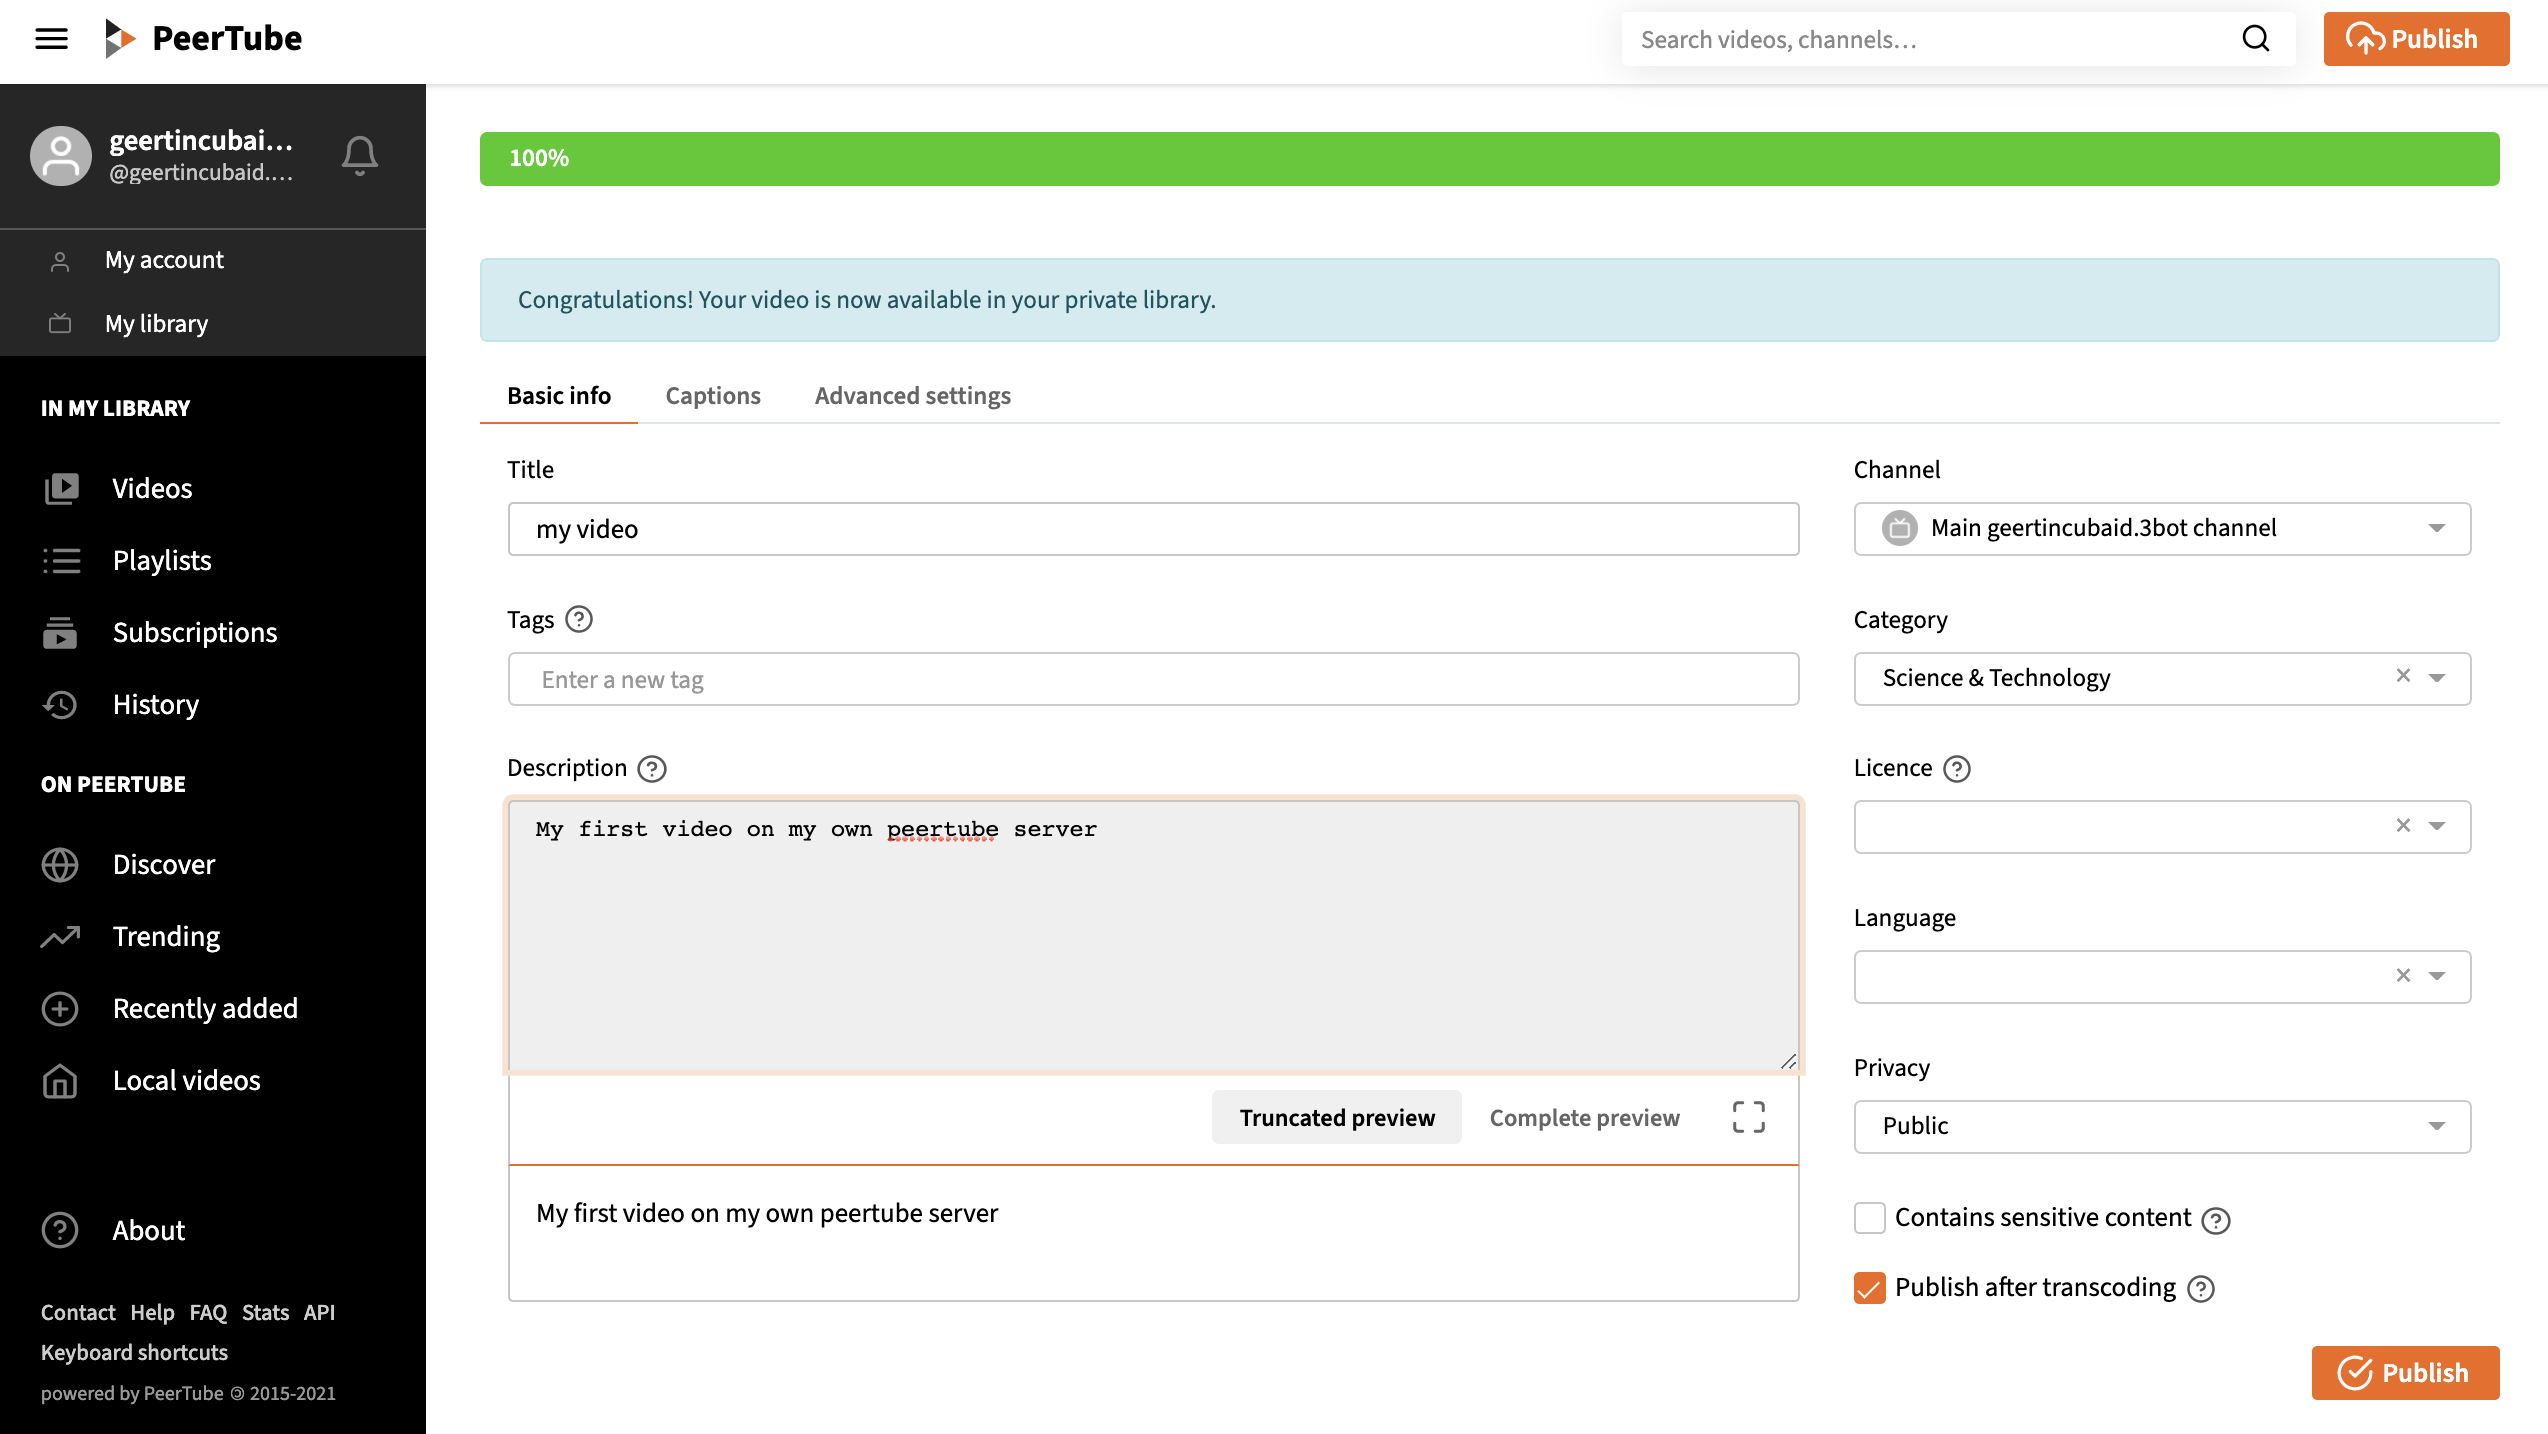 PeerTube
Search videos, channels…
Publish
geertincubai…
@geertincubaid.…
My account
My library
IN MY LIBRARY
Videos
Playlists
Subscriptions
History
ON PEERTUBE
Discover
Trending
Recently added
Local videos
About
Contact Help FAQ Stats API
Keyboard shortcuts
powered by PeerTube 🄯 2015-2021
100%
Congratulations! Your video is now available in your private library.
Basic info Captions Advanced settings
Title
my video
Tags
Enter a new tag
Description
My first video on my own peertube server
Truncated preview Complete preview
My first video on my own peertube server
Channel
Main geertincubaid.3bot channel
Category
Science & Technology
Licence
Language
Privacy
Public
Contains sensitive content
Publish after transcoding
Publish